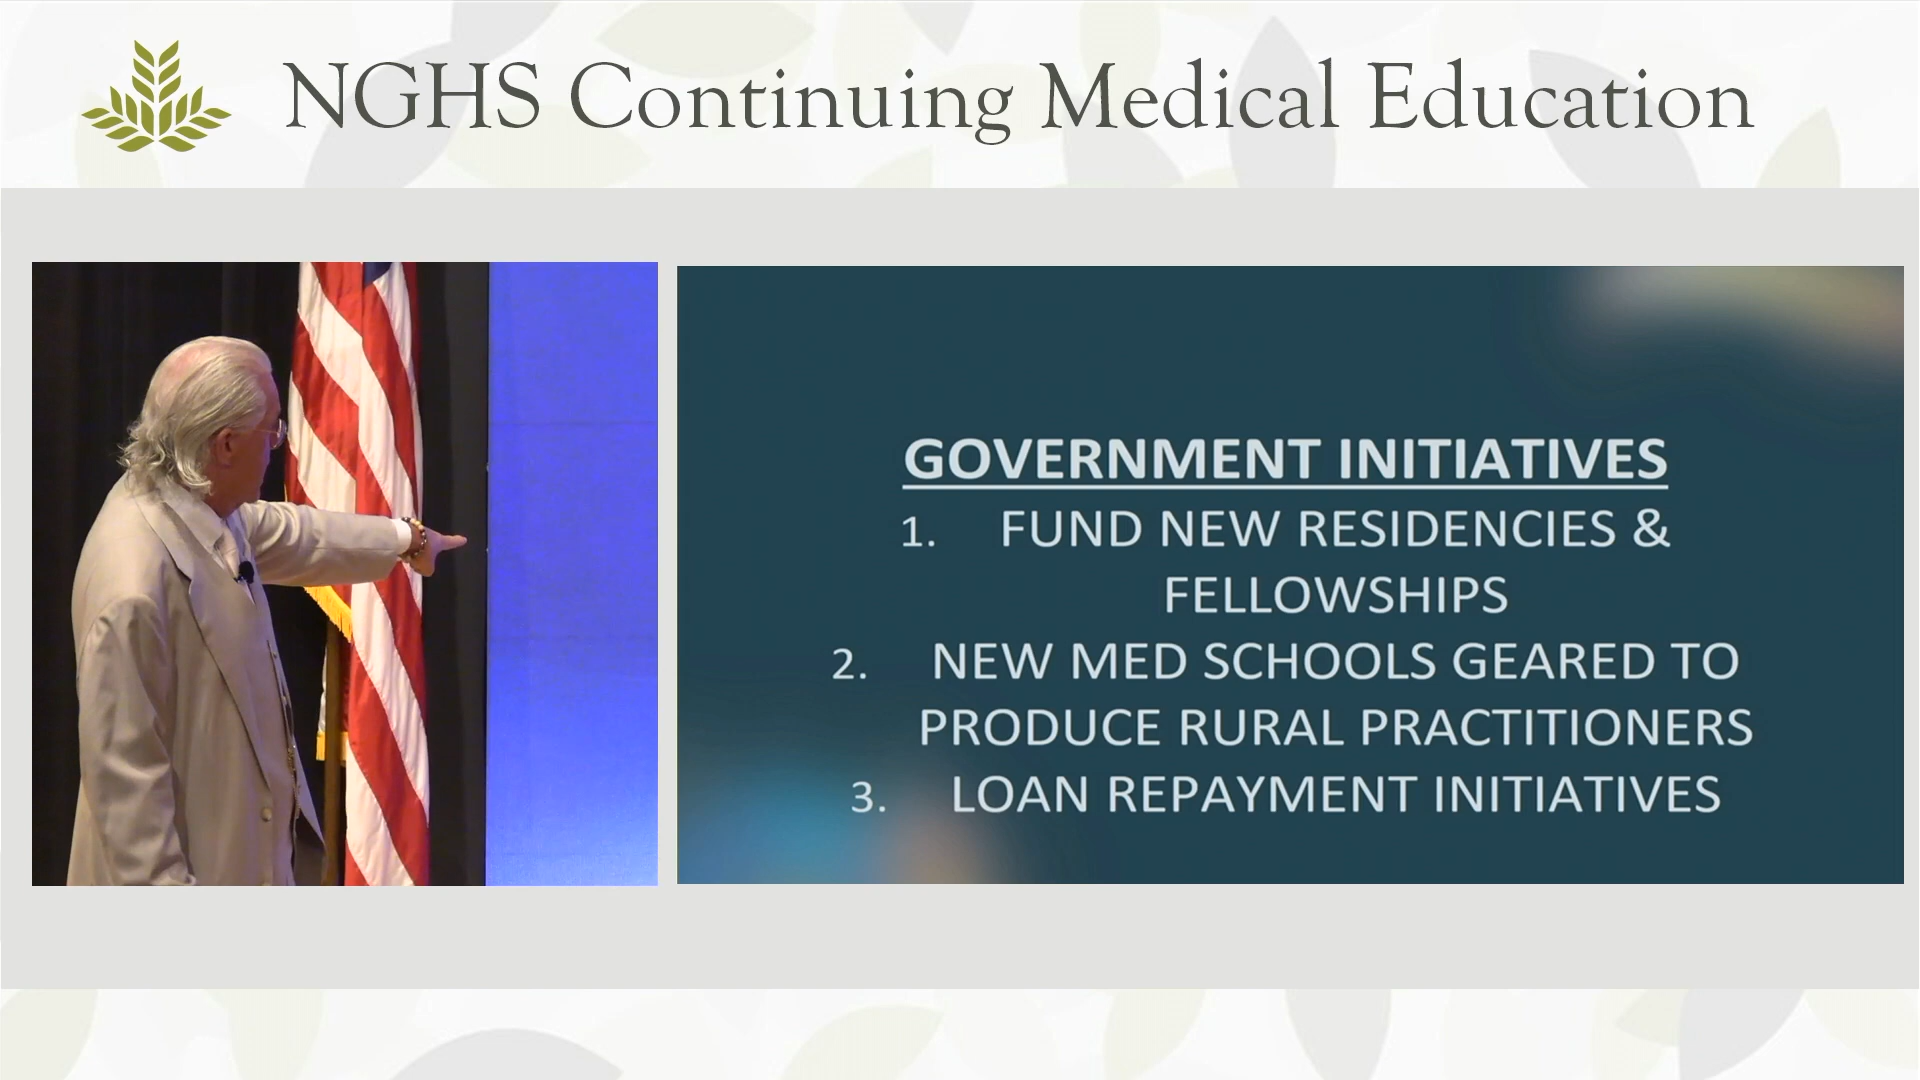 NGHS Continuing Medical Education
GOVERNMENT INITIATIVES
1. FUND NEW RESIDENCIES &
FELLOWSHIPS
2. NEW MED SCHOOLS GEARED TO
PRODUCE RURAL PRACTITIONERS
3. LOAN REPAYMENT INITIATIVES